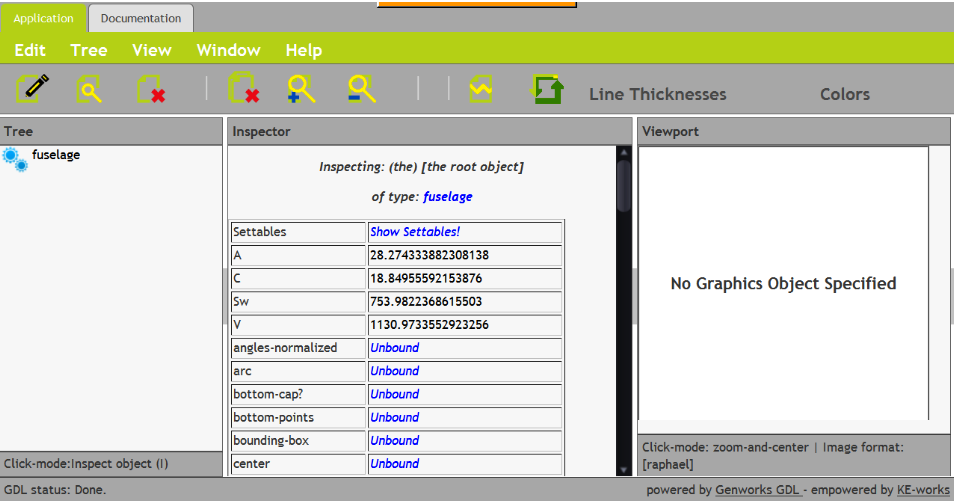 Application Documentation
Edit Tree View Window Help
Line Thicknesses Colors
Tree
fuselage
Click-mode:Inspect object (I)
Inspector
Inspecting: (the) [the root object]
of type: fuselage
Settables Show Settables!
A 28.274333882308138
C 18.84955592153876
Sw 753.9822368615503
V 1130.9733552923256
angles-normalized Unbound
arc Unbound
bottom-cap? Unbound
bottom-points Unbound
bounding-box Unbound
center Unbound
Viewport
No Graphics Object Specified
Click-mode: zoom-and-center | Image format:
[raphael]
GDL status: Done.
powered by Genworks GDL - empowered by KE-works